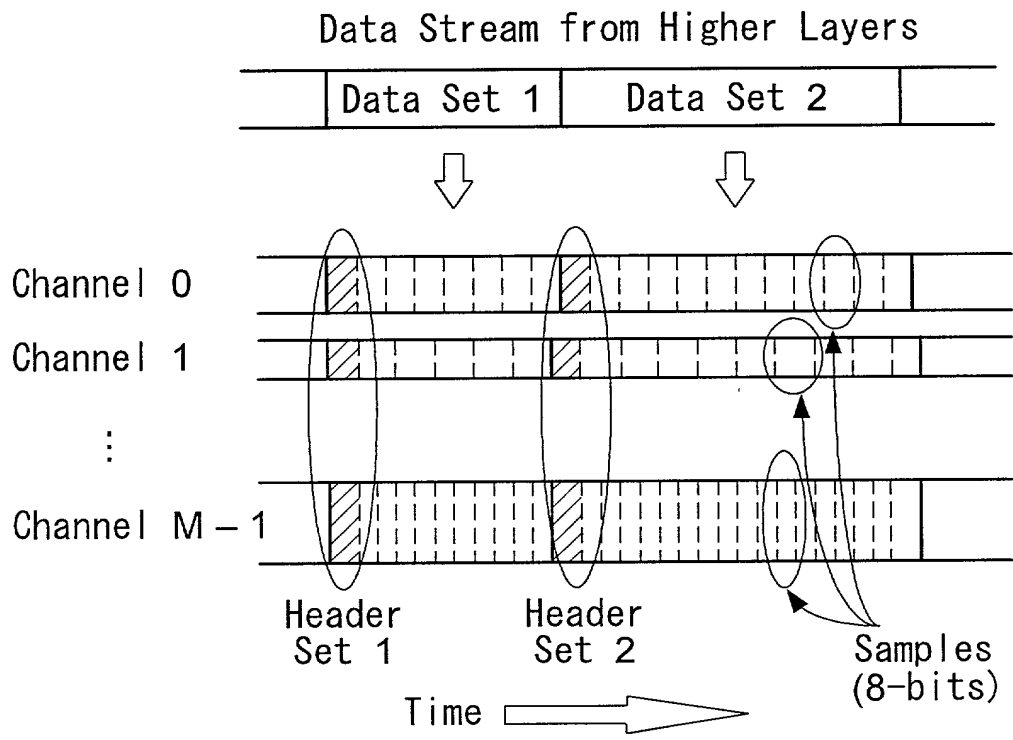 Data Stream from Higher Layers
Data Set 1 Data Set 2
Channel 0
Channel 1
⋮
Channel M – 1
Header
Set 1
Header
Set 2
Samples
(8-bits)
Time